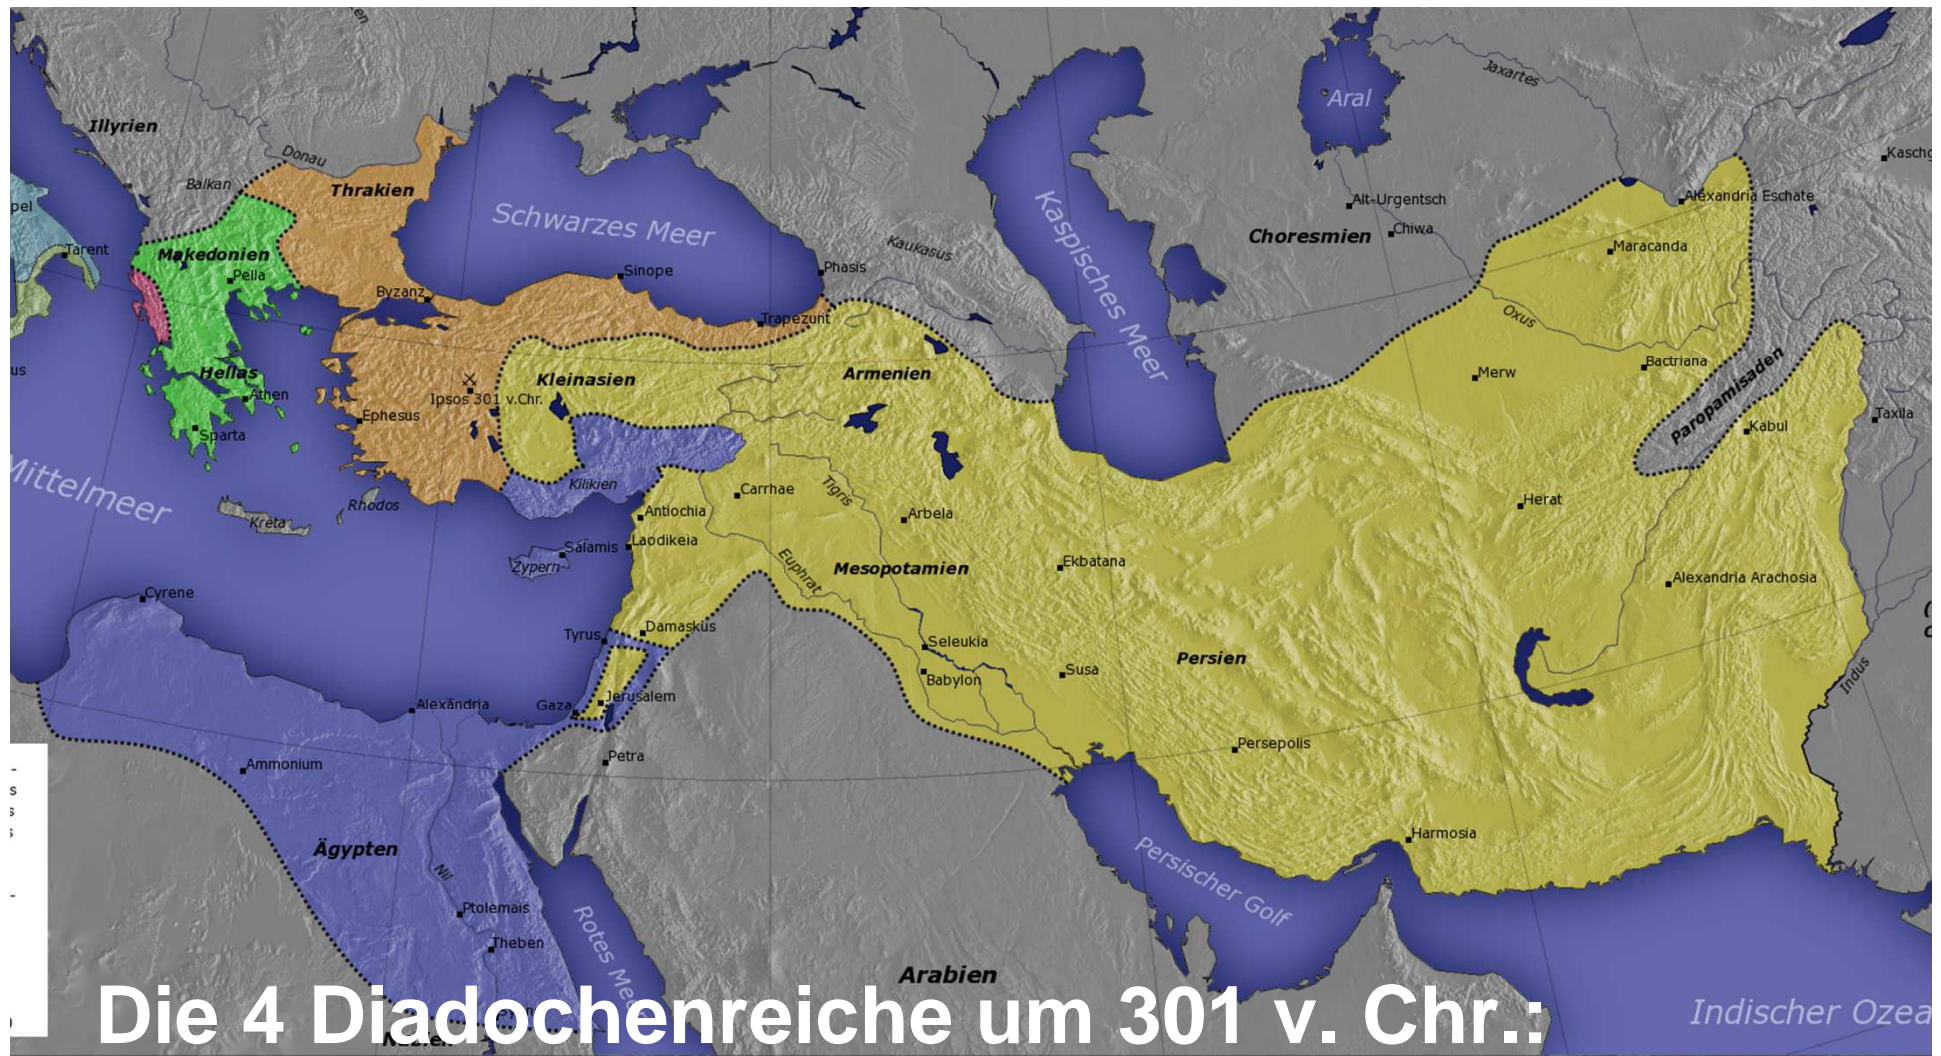 Illyrien
Donau
Balkan
Thrakien
Makedonien
Pella
Tarent
pel
us
Hellas
Athen
Sparta
Byzanz
Schwarzes Meer
Sinope
Phasis
Trapezunt
Kaukasus
Kaspisches Meer
Aral
Jaxartes
Kaschg
Alt-Urgentsch
Chiwa
Choresmien
Alexandria Eschate
Maracanda
Oxus
Merw
Bactriana
Paropamisaden
Kabul
Taxila
Kleinasien
Armenien
Ipsos 301 v.Chr.
Ephesus
Mittelmeer
Kreta
Rhodos
Kilikien
Antiochia
Laodikeia
Salamis
Zypern
Carrhae
Tigris
Arbela
Euphrat
Mesopotamien
Ekbatana
Herat
Alexandria Arachosia
Cyrene
Tyrus
Damaskus
Seleukia
Babylon
Susa
Persien
Indus
Gaza
Jerusalem
Alexandria
Petra
Ammonium
Persepolis
Harmosia
Ägypten
Nil
Ptolemais
Theben
Rotes Mee
Persischer Golf
Arabien
Indischer Ozea
Nubien
Die 4 Diadochenreiche um 301 v. Chr.: